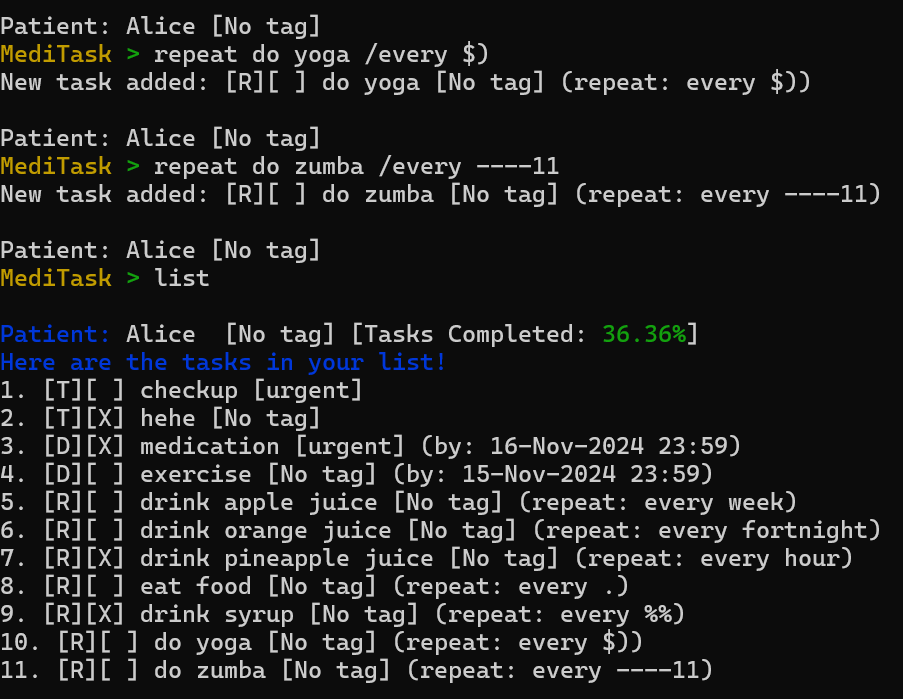 Patient: Alice [No tag]
MediTask > repeat do yoga /every $)
New task added: [R][ ] do yoga [No tag] (repeat: every $))
Patient: Alice [No tag]
MediTask > repeat do zumba /every ----11
New task added: [R][ ] do zumba [No tag] (repeat: every ----11)
Patient: Alice [No tag]
MediTask > list
Patient: Alice  [No tag] [Tasks Completed: 36.36%]
Here are the tasks in your list!
1. [T][ ] checkup [urgent]
2. [T][X] hehe [No tag]
3. [D][X] medication [urgent] (by: 16-Nov-2024 23:59)
4. [D][ ] exercise [No tag] (by: 15-Nov-2024 23:59)
5. [R][ ] drink apple juice [No tag] (repeat: every week)
6. [R][ ] drink orange juice [No tag] (repeat: every fortnight)
7. [R][X] drink pineapple juice [No tag] (repeat: every hour)
8. [R][ ] eat food [No tag] (repeat: every .)
9. [R][X] drink syrup [No tag] (repeat: every %%)
10. [R][ ] do yoga [No tag] (repeat: every $))
11. [R][ ] do zumba [No tag] (repeat: every ----11)